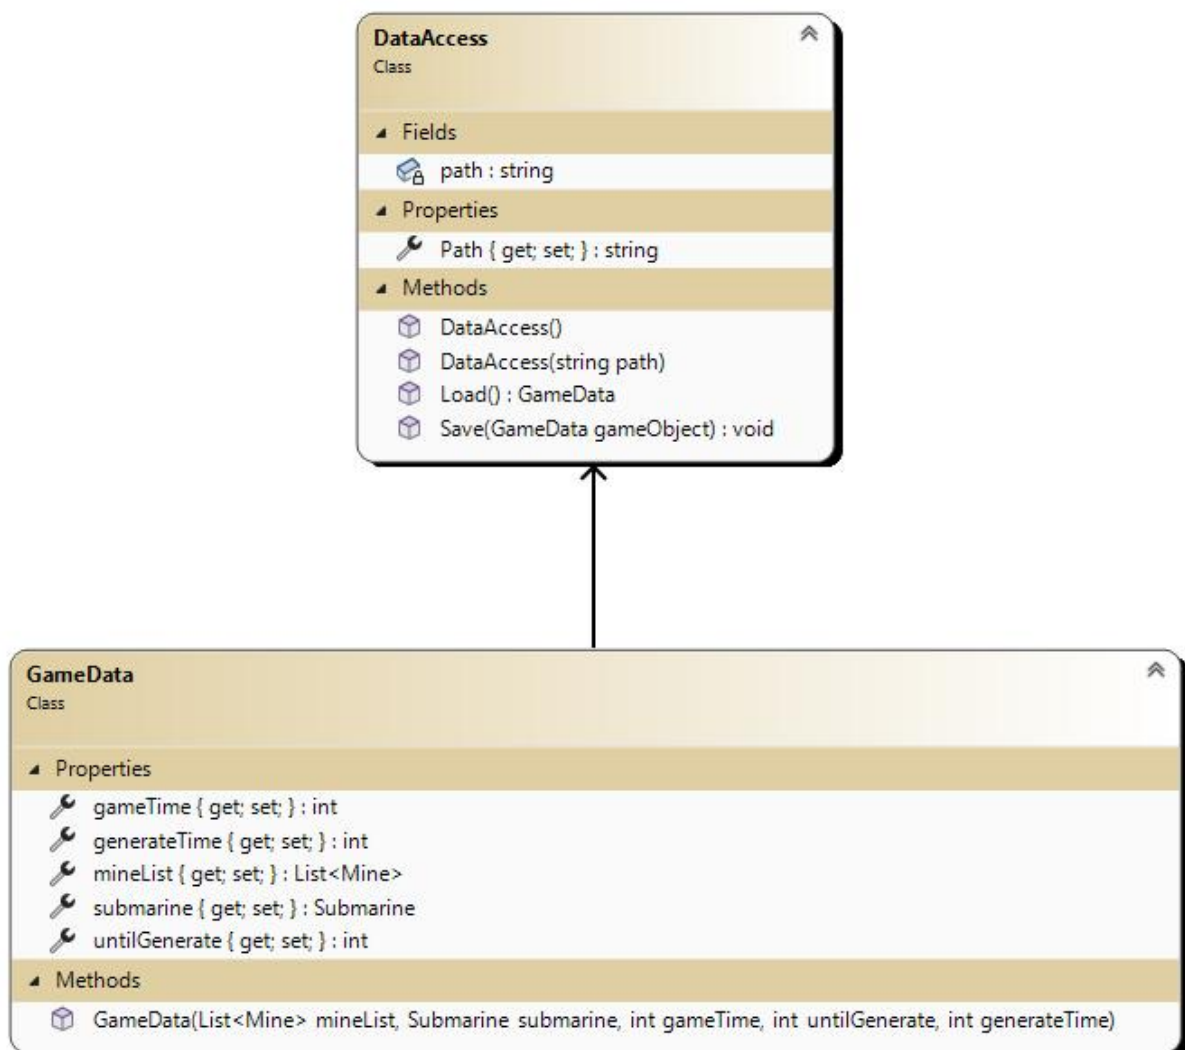 DataAccess
Class
Fields
path : string
Properties
Path { get; set; } : string
Methods
DataAccess()
DataAccess(string path)
Load() : GameData
Save(GameData gameObject) : void
GameData
Class
Properties
gameTime { get; set; } : int
generateTime { get; set; } : int
mineList { get; set; } : List<Mine>
submarine { get; set; } : Submarine
untilGenerate { get; set; } : int
Methods
GameData(List<Mine> mineList, Submarine submarine, int gameTime, int untilGenerate, int generateTime)